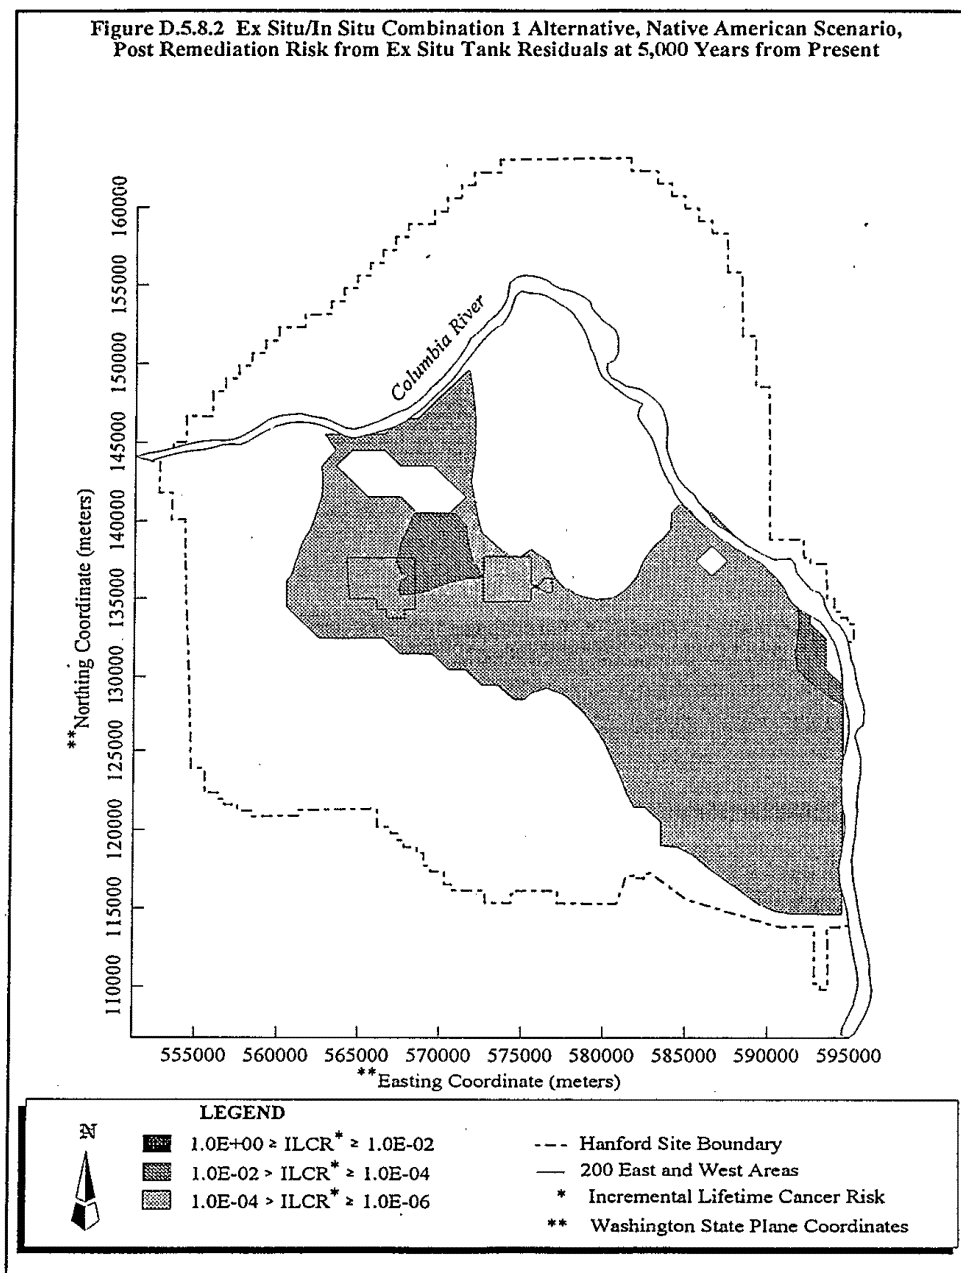 Figure D.5.8.2 Ex Situ/In Situ Combination 1 Alternative, Native American Scenario,
Post Remediation Risk from Ex Situ Tank Residuals at 5,000 Years from Present
160000
155000
150000
145000
140000
135000
130000
125000
120000
115000
110000
**Northing Coordinate (meters)
Columbia River
555000 560000 565000 570000 575000 580000 585000 590000 595000
**Easting Coordinate (meters)
LEGEND
N
1.0E+00 ≥ ILCR* ≥ 1.0E-02
1.0E-02 > ILCR* ≥ 1.0E-04
1.0E-04 > ILCR* ≥ 1.0E-06
Hanford Site Boundary
200 East and West Areas
* Incremental Lifetime Cancer Risk
** Washington State Plane Coordinates